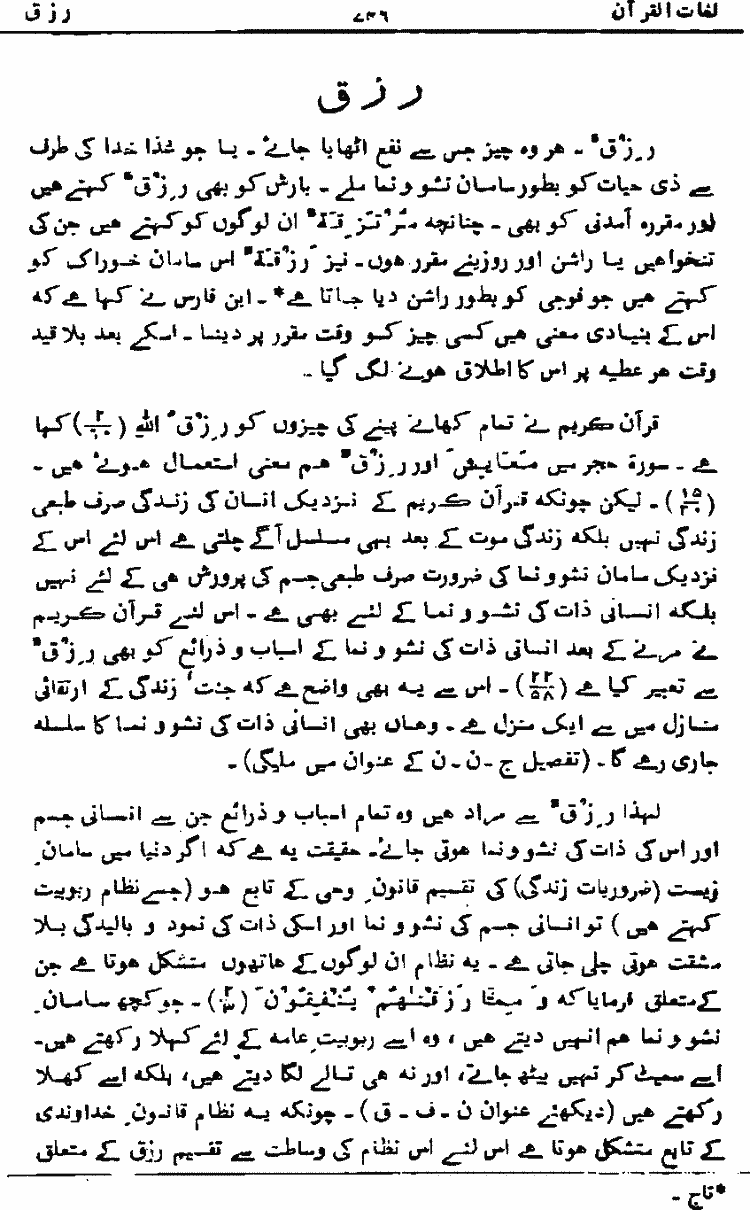 لغات القرآن ۷۳۶ ر ز ق
ر ز ق
رِزْقٌ ۔ ہر وہ چیز جس سے نفع اٹھایا جائے ۔ یا جو غذا خدا کی طرف
سے ذی حیات کو بطور سامان نشو و نما ملے ۔ بارش کو بھی رِزْقٌ کہتے ہیں
اور مقررہ آمدنی کو بھی ۔ چنانچہ مُرْتَزِقَةٌ ان لوگوں کو کہتے ہیں جن کی
تنخواہیں یا راشن اور روزینے مقرر ہوں۔ نیز رَزْقَةٌ اس سامان خوراک کو
کہتے ہیں جو فوجی کو بطور راشن دیا جاتا ہے* ۔ ابن فارس نے کہا ہے کہ
اس کے بنیادی معنی ہیں کسی چیز کو وقت مقرر پر دینا ۔ اسکے بعد بلا قید
وقت ہر عطیہ پر اس کا اطلاق ہونے لگ گیا ۔
قرآن کریم نے تمام کھانے پینے کی چیزوں کو رِزْقُ اللهِ (۲/۶۰) کہا
ہے ۔ سورۃ حجر میں مَعَایِشَ اور رِزْقٌ ہم معنی استعمال ہوئے ہیں ۔
(۱۵/۲۰) ۔ لیکن چونکہ قرآن کریم کے نزدیک انسان کی زندگی صرف طبعی
زندگی نہیں بلکہ زندگی موت کے بعد بھی مسلسل آگے چلتی ہے اس لئے اس کے
نزدیک سامان نشو و نما کی ضرورت صرف طبعی جسم کی پرورش ہی کے لئے نہیں
بلکہ انسانی ذات کی نشو و نما کے لئے بھی ہے ۔ اس لئے قرآن کریم
نے مرنے کے بعد انسانی ذات کی نشو و نما کے اسباب و ذرائع کو بھی رِزْقٌ
سے تعبیر کیا ہے (۲۲/۵۸) ۔ اس سے یہ بھی واضح ہے کہ جنت، زندگی کے ارتقائی
منازل میں سے ایک منزل ہے ۔ وہاں بھی انسانی ذات کی نشو و نما کا سلسلہ
جاری رہے گا ۔ (تفصیل ج ۔ ن ۔ ن کے عنوان میں ملیگی) ۔
لہذا رِزْقٌ سے مراد ہیں وہ تمام اسباب و ذرائع جن سے انسانی جسم
اور اس کی ذات کی نشو و نما ہوتی جائے۔ حقیقت یہ ہے کہ اگر دنیا میں سامانِ
زیست (ضروریات زندگی) کی تقسیم قانونِ وحی کے تابع ہو (جسے نظام ربوبیت
کہتے ہیں ) تو انسانی جسم کی نشو و نما اور اسکی ذات کی نمود و بالیدگی بلا
مشقت ہوتی چلی جاتی ہے ۔ یہ نظام ان لوگوں کے ہاتھوں متشکل ہوتا ہے جن
کے متعلق فرمایا کہ وَ مِمَّا رَزَقْنٰهُمْ یُنْفِقُوْنَ (۲/۳) ۔ جو کچھ سامانِ
نشو و نما ہم انہیں دیتے ہیں ، وہ اسے ربوبیتِ عامہ کے لئے کھلا رکھتے ہیں۔
اسے سمیٹ کر نہیں بیٹھ جاتے، اور نہ ہی تالے لگا دیتے ہیں، بلکہ اسے کھلا
رکھتے ہیں (دیکھئے عنوان ن ۔ ف ۔ ق) ۔ چونکہ یہ نظام قانونِ خداوندی
کے تابع متشکل ہوتا ہے اس لئے اس نظام کی وساطت سے تقسیم رزق کے متعلق
*تاج ۔